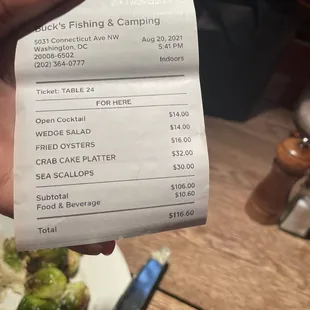 Buck's Fishing & Camping
5031 Connecticut Ave NW
Washington, DC
20008-6502
(202) 364-0777
Aug 20, 2021
5:41 PM
Indoors
Ticket: TABLE 24
FOR HERE
Open Cocktail $14.00
WEDGE SALAD $14.00
FRIED OYSTERS $16.00
CRAB CAKE PLATTER $32.00
SEA SCALLOPS $30.00
Subtotal $106.00
Food & Beverage $10.60
Total $116.60